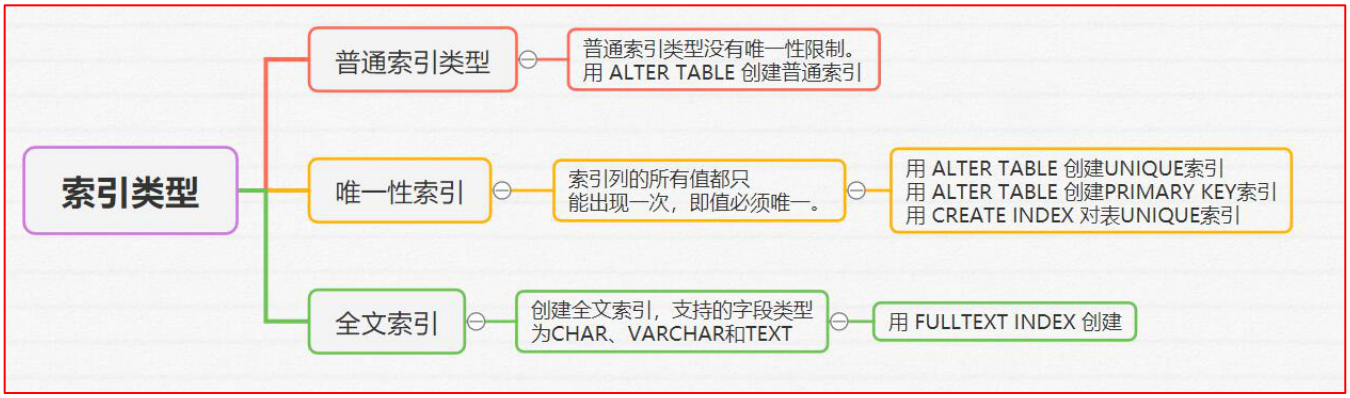 索引类型
普通索引类型
普通索引类型没有唯一性限制。
用 ALTER TABLE 创建普通索引
唯一性索引
索引列的所有值都只
能出现一次，即值必须唯一。
用 ALTER TABLE 创建UNIQUE索引
用 ALTER TABLE 创建PRIMARY KEY索引
用 CREATE INDEX 对表UNIQUE索引
全文索引
创建全文索引，支持的字段类型
为CHAR、VARCHAR和TEXT
用 FULLTEXT INDEX 创建